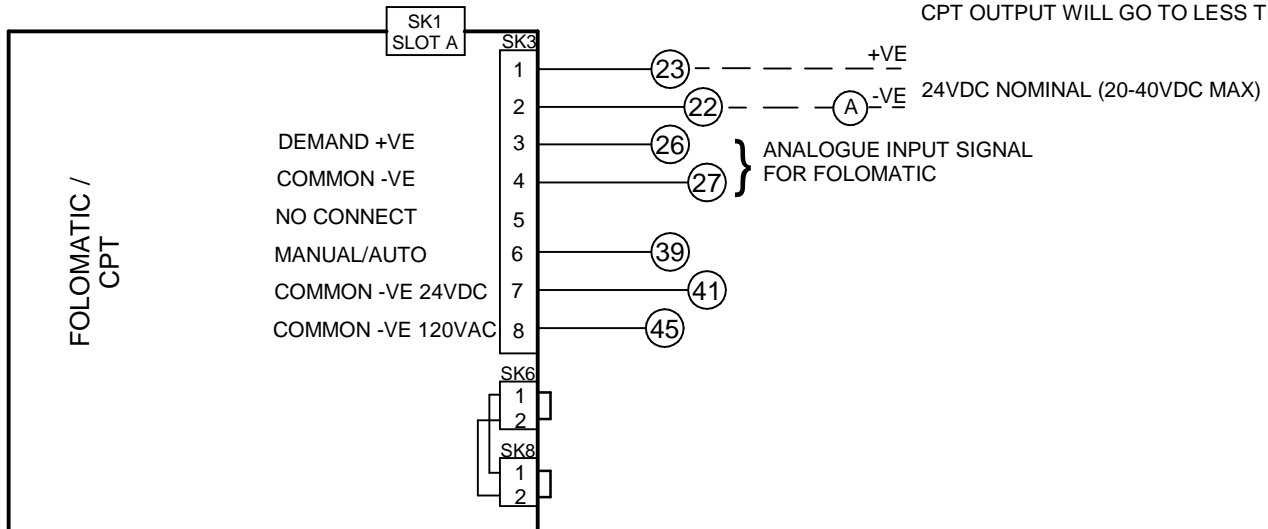 CPT OUTPUT WILL GO TO LESS T
SK1
SLOT A
SK3
1
23
+VE
2
22
A
-VE
24VDC NOMINAL (20-40VDC MAX)
DEMAND +VE
3
26
ANALOGUE INPUT SIGNAL
FOR FOLOMATIC
COMMON -VE
4
27
NO CONNECT
5
MANUAL/AUTO
6
39
COMMON -VE 24VDC
7
41
COMMON -VE 120VAC
8
45
FOLOMATIC /
CPT
SK6
1
2
SK8
1
2